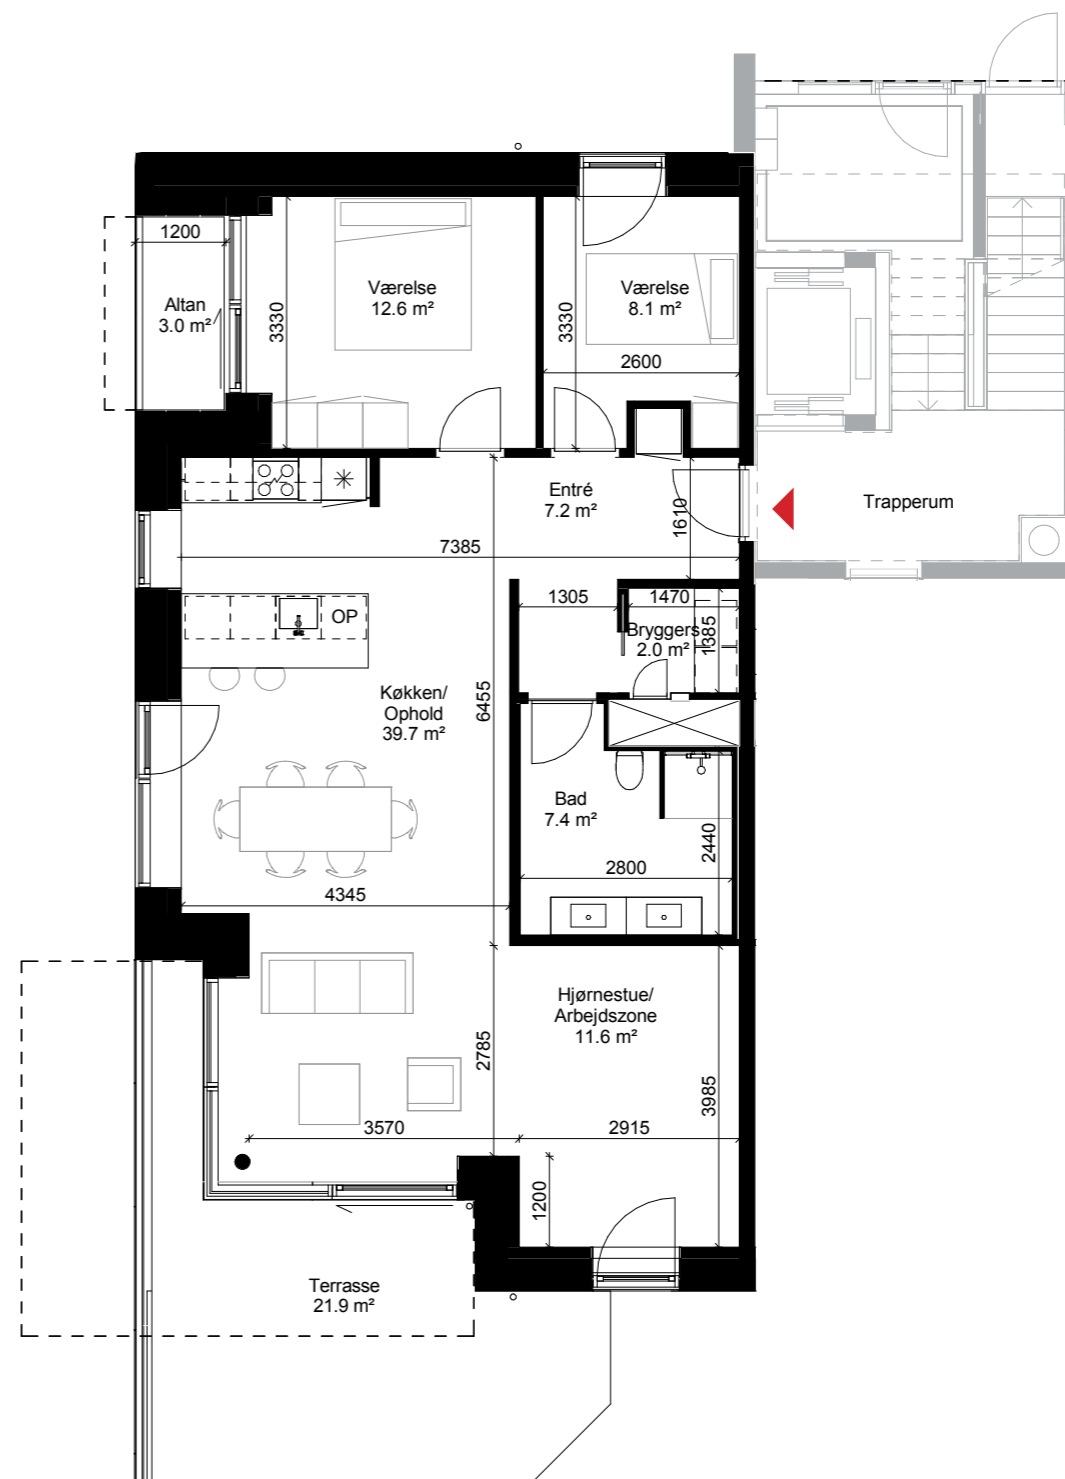 1200
Altan
3.0 m²
3330
Værelse
12.6 m²
3330
Værelse
8.1 m²
2600
Entré
7.2 m²
1610
Trapperum
7385
1305
1470
OP
Bryggers
2.0 m²
1385
Køkken/
Ophold
39.7 m²
6455
Bad
7.4 m²
2440
2800
4345
Hjørnestue/
Arbejdszone
11.6 m²
2785
3985
3570
2915
1200
Terrasse
21.9 m²